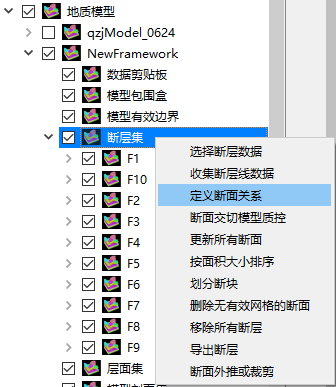 地质模型
qzjModel_0624
NewFramework
数据剪贴板
模型包围盒
模型有效边界
断层集
F1
F10
F2
F3
F4
F5
F6
F7
F8
F9
层面集
选择断层数据
收集断层线数据
定义断面关系
断面交切模型质控
更新所有断面
按面积大小排序
划分断块
删除无有效网格的断面
移除所有断层
导出断层
断面外推或裁剪